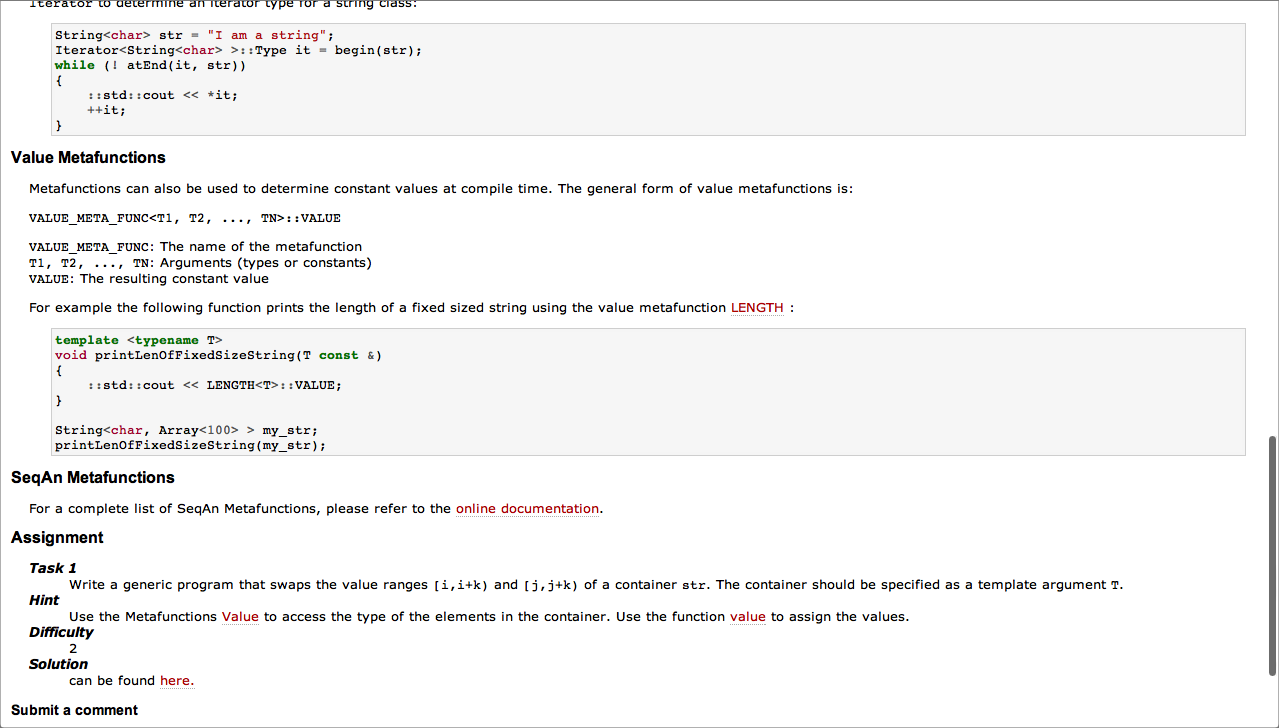 Iterator to determine an iterator type for a string class:
String<char> str = "I am a string";
Iterator<String<char> >::Type it = begin(str);
while (! atEnd(it, str))
{
    ::std::cout << *it;
    ++it;
}
Value Metafunctions
Metafunctions can also be used to determine constant values at compile time. The general form of value metafunctions is:
VALUE_META_FUNC<T1, T2, ..., TN>::VALUE
VALUE_META_FUNC: The name of the metafunction
T1, T2, ..., TN: Arguments (types or constants)
VALUE: The resulting constant value
For example the following function prints the length of a fixed sized string using the value metafunction LENGTH :
template <typename T>
void printLenOfFixedSizeString(T const &)
{
    ::std::cout << LENGTH<T>::VALUE;
}
String<char, Array<100> > my_str;
printLenOfFixedSizeString(my_str);
SeqAn Metafunctions
For a complete list of SeqAn Metafunctions, please refer to the online documentation.
Assignment
Task 1
Write a generic program that swaps the value ranges [i,i+k) and [j,j+k) of a container str. The container should be specified as a template argument T.
Hint
Use the Metafunctions Value to access the type of the elements in the container. Use the function value to assign the values.
Difficulty
2
Solution
can be found here.
Submit a comment